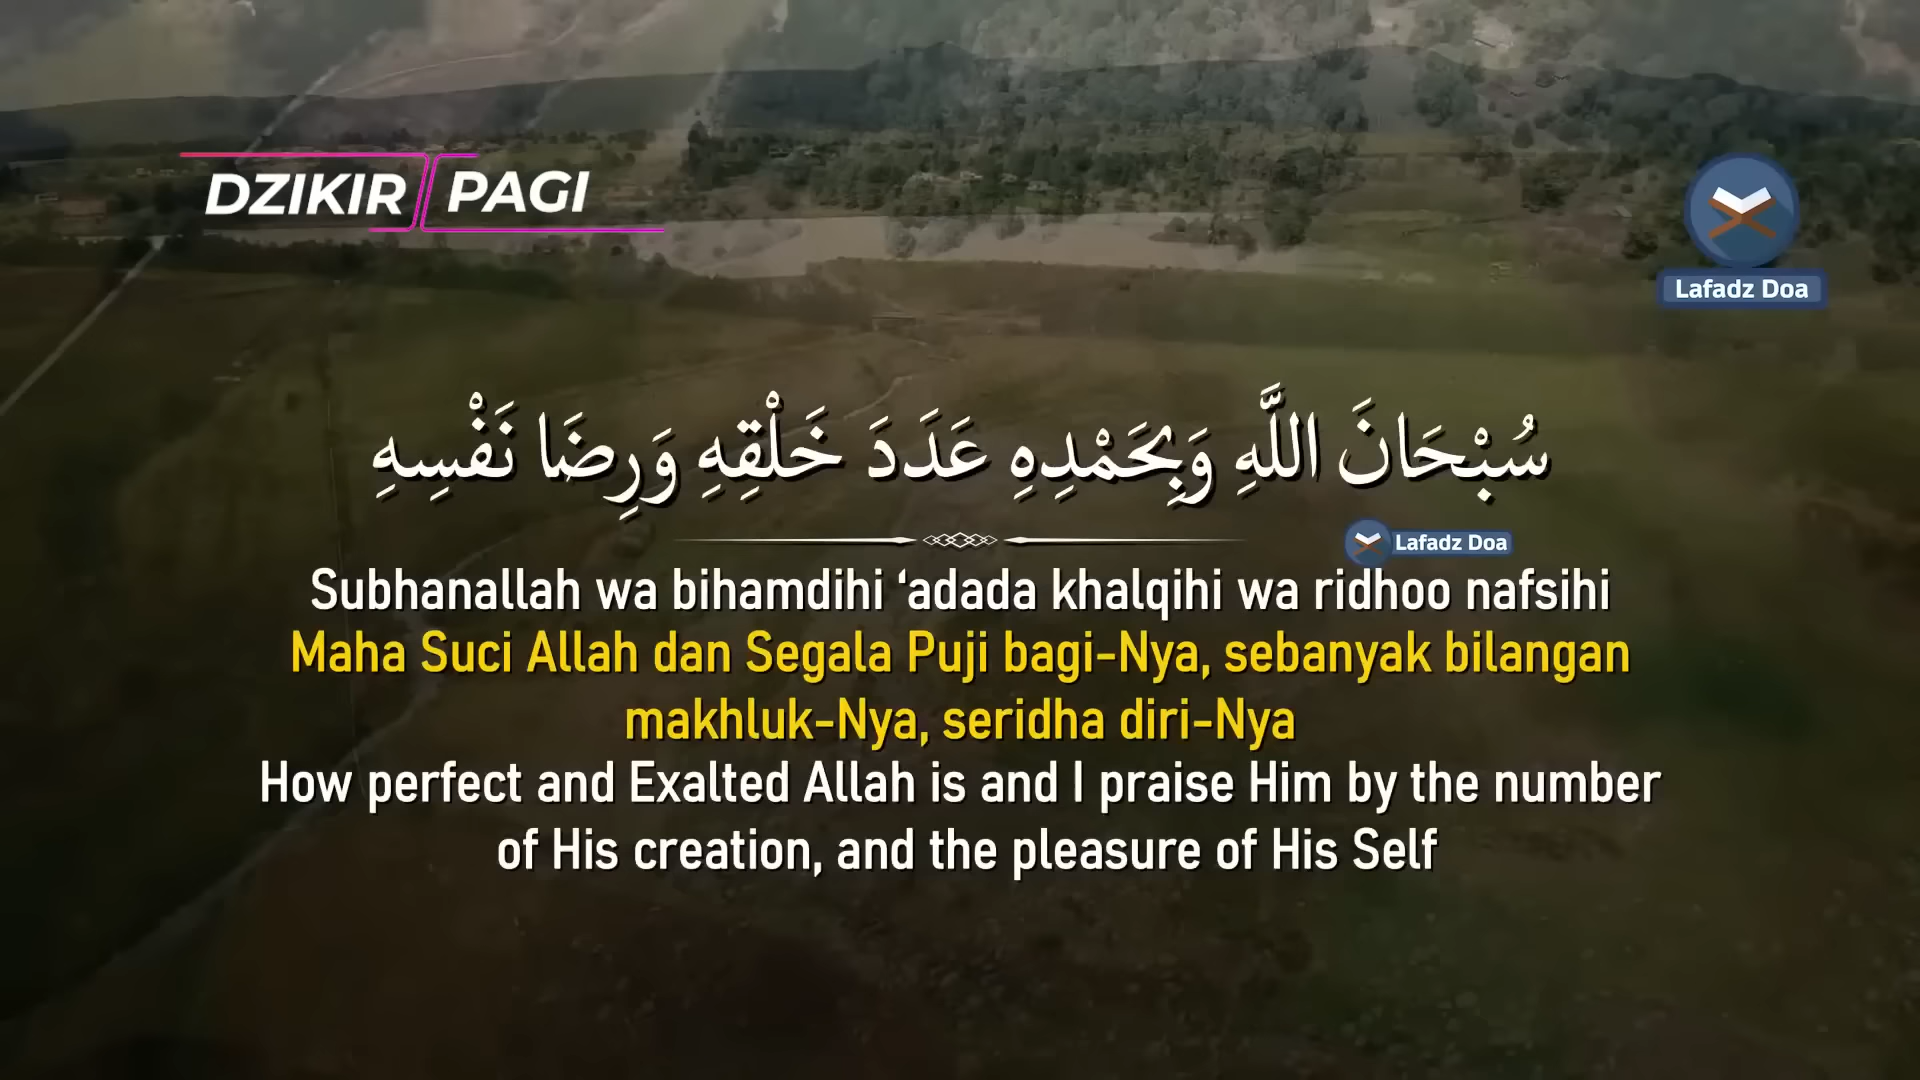 DZIKIR PAGI
Lafadz Doa
سُبْحَانَ اللَّهِ وَبِحَمْدِهِ عَدَدَ خَلْقِهِ وَرِضَا نَفْسِهِ
Lafadz Doa
Subhanallah wa bihamdihi ‘adada khalqihi wa ridhoo nafsihi
Maha Suci Allah dan Segala Puji bagi-Nya, sebanyak bilangan
makhluk-Nya, seridha diri-Nya
How perfect and Exalted Allah is and I praise Him by the number
of His creation, and the pleasure of His Self